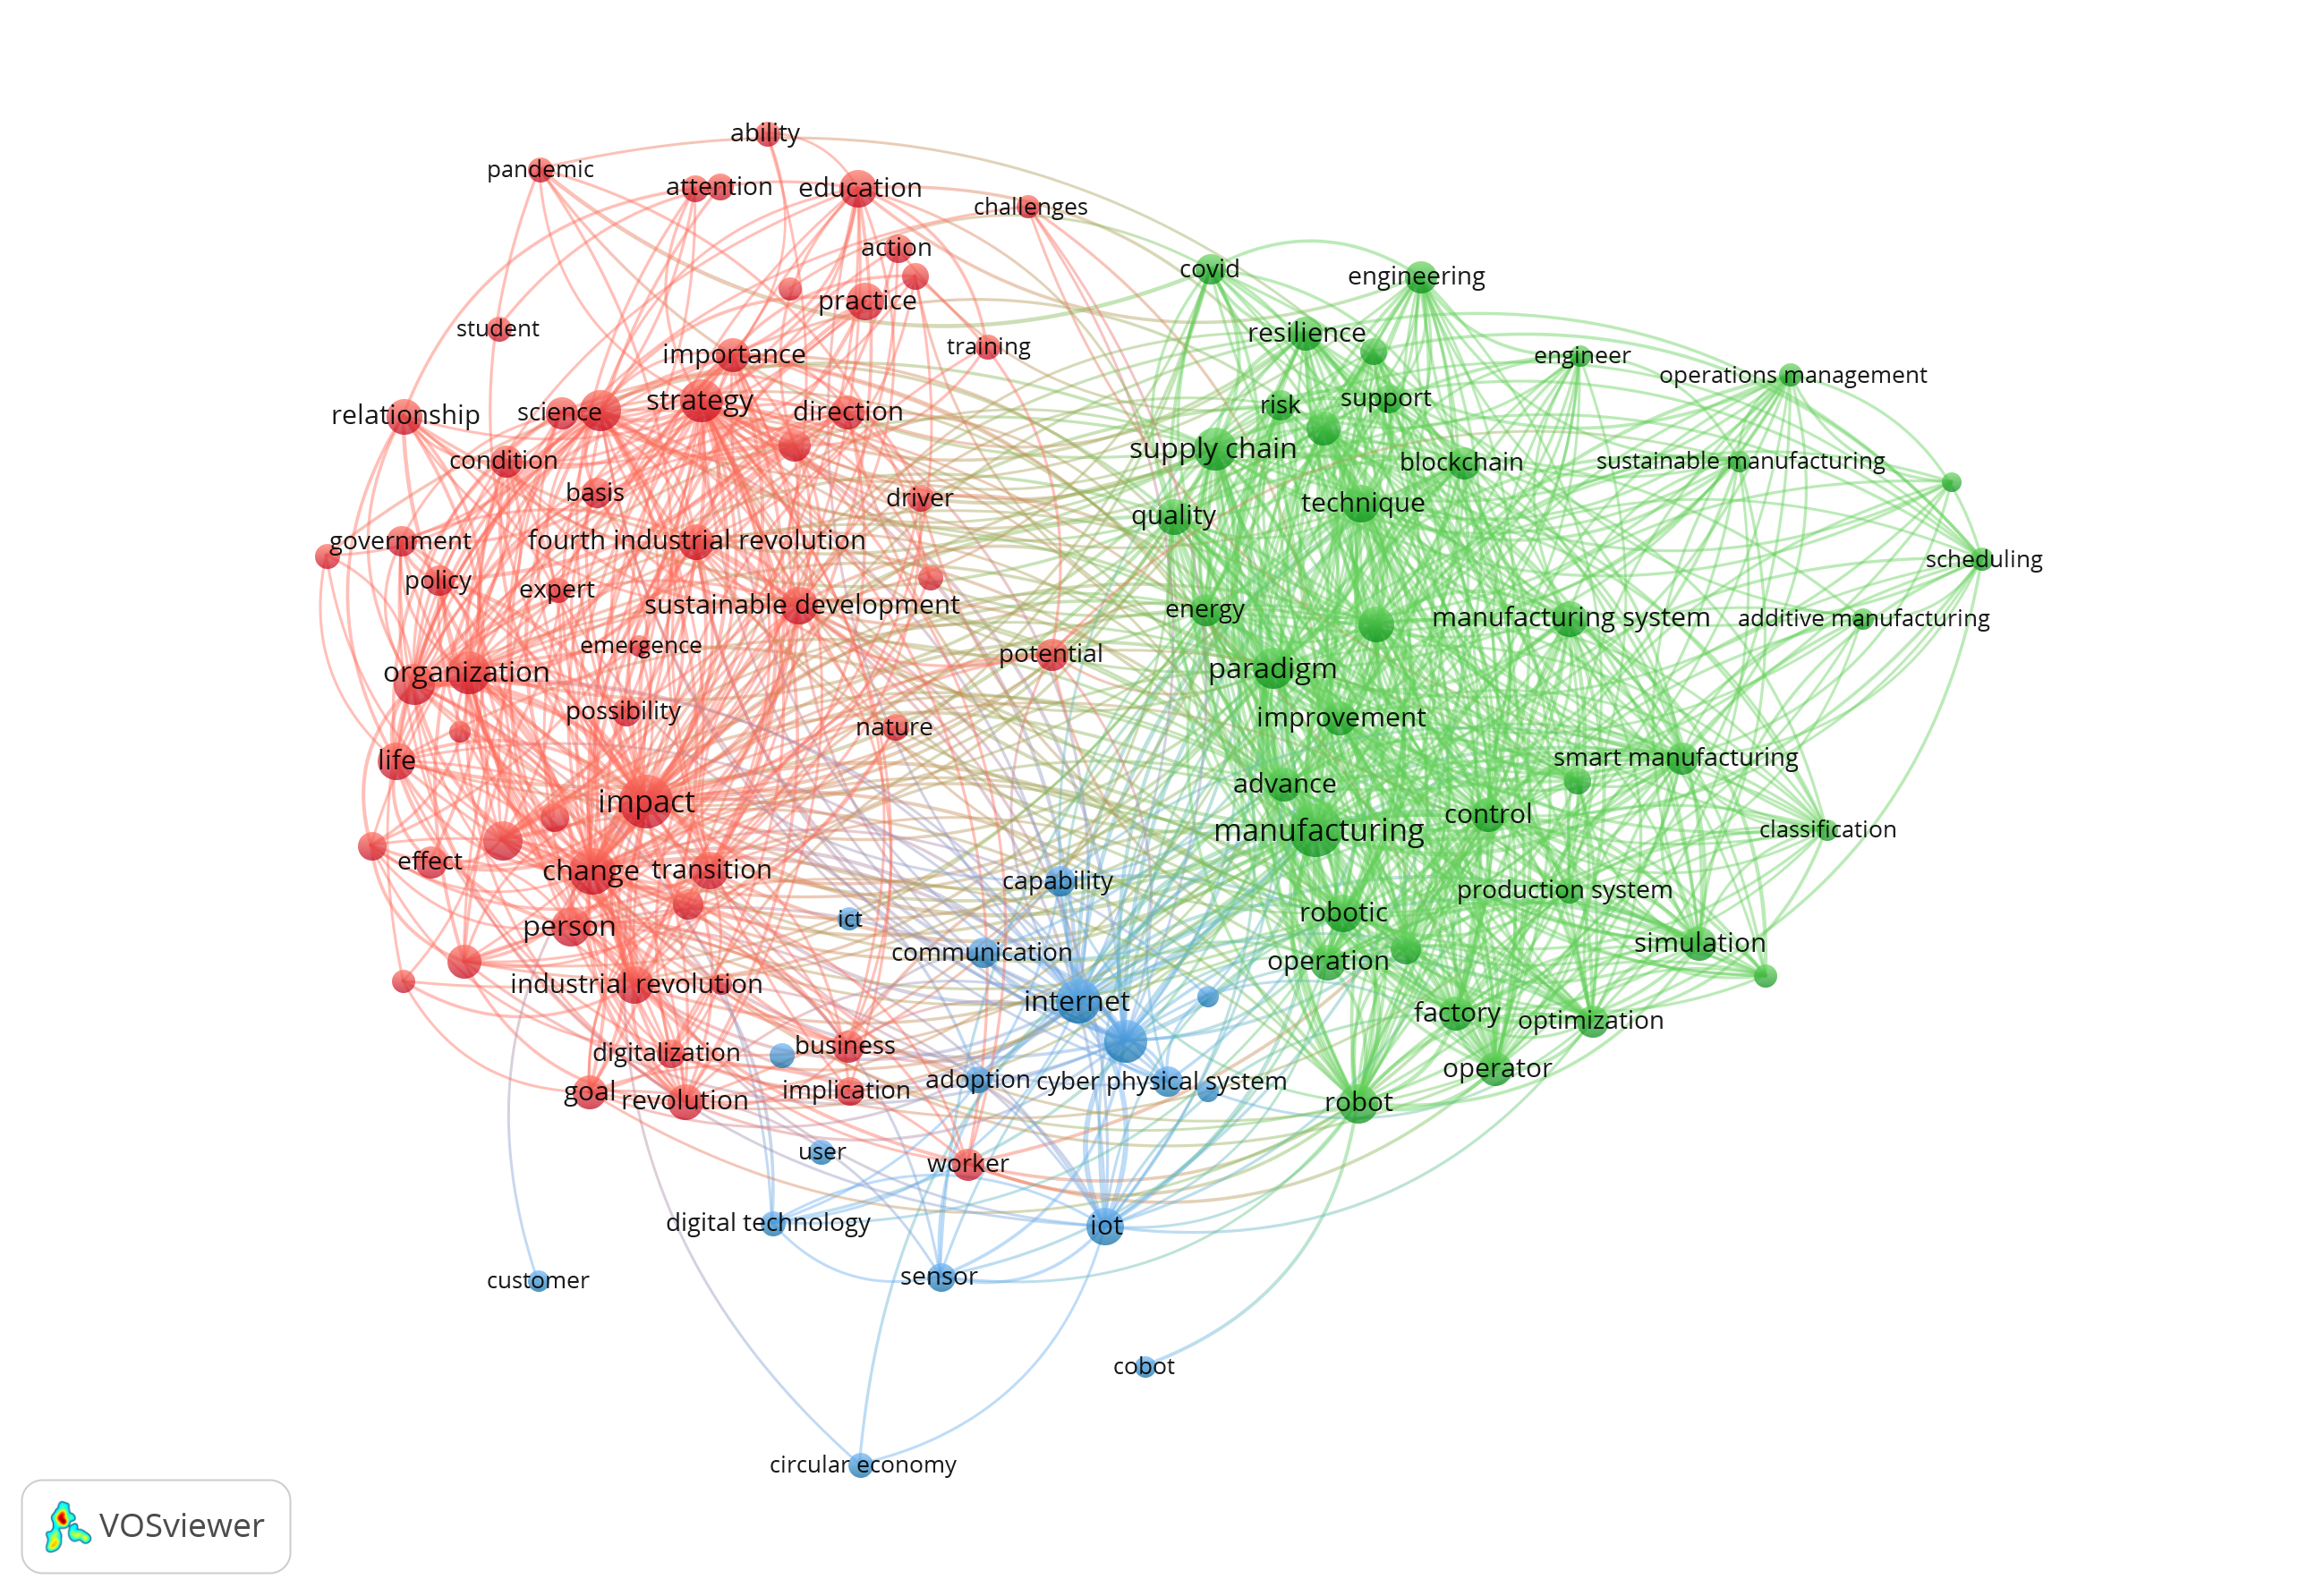 ability
pandemic
attention
education
challenges
action
covid
engineering
practice
student
resilience
training
importance
engineer
operations management
support
strategy
risk
relationship
science
direction
supply chain
condition
blockchain
sustainable manufacturing
basis
driver
technique
quality
government
fourth industrial revolution
scheduling
policy
expert
sustainable development
energy
manufacturing system
additive manufacturing
emergence
potential
organization
paradigm
possibility
improvement
nature
life
smart manufacturing
advance
impact
control
manufacturing
classification
effect
change
transition
capability
production system
ict
robotic
person
communication
simulation
operation
industrial revolution
internet
factory
optimization
digitalization
business
operator
adoption
cyber physical system
goal
implication
revolution
robot
user
worker
digital technology
iot
customer
sensor
cobot
circular economy
VOSviewer